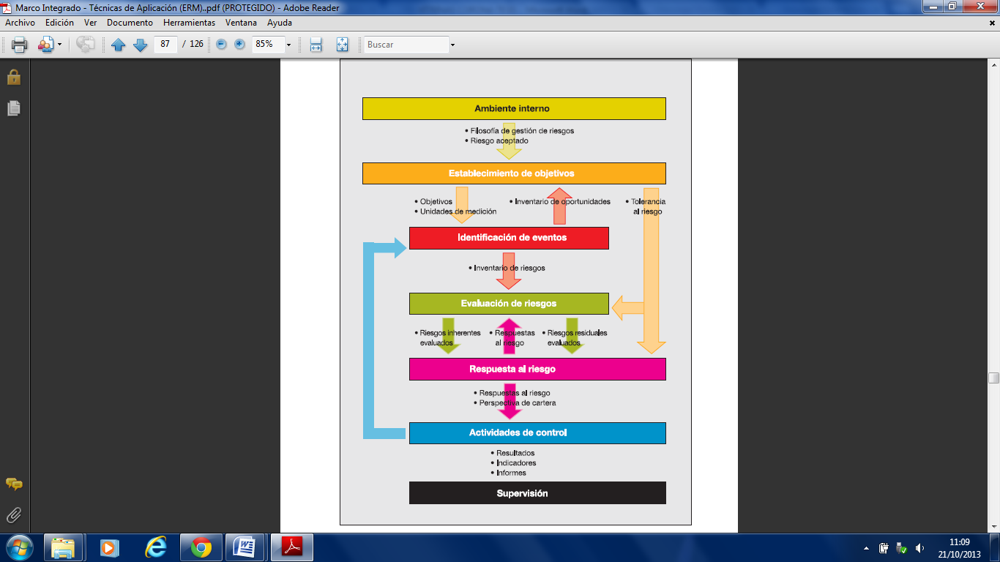 Marco Integrado - Técnicas de Aplicación (ERM)..pdf (PROTEGIDO) - Adobe Reader
Archivo Edición Ver Documento Herramientas Ventana Ayuda
87 / 126 85% Buscar
Ambiente interno
• Filosofía de gestión de riesgos
• Riesgo aceptado
Establecimiento de objetivos
• Objetivos
• Unidades de medición
• Inventario de oportunidades
• Tolerancia
al riesgo
Identificación de eventos
• Inventario de riesgos
Evaluación de riesgos
• Riesgos inherentes
evaluados
• Respuestas
al riesgo
• Riesgos residuales
evaluados
Respuesta al riesgo
• Respuestas al riesgo
• Perspectiva de cartera
Actividades de control
• Resultados
• Indicadores
• Informes
Supervisión
11:09
21/10/2013